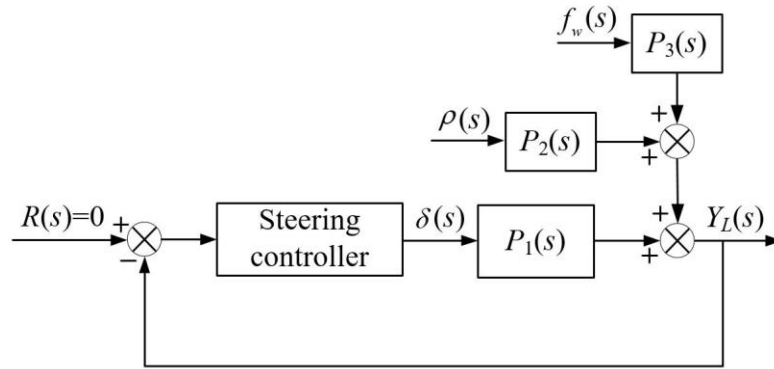 f_w(s)
P_3(s)
+
ρ(s)
P_2(s)
+
R(s)=0
+
−
Steering
controller
δ(s)
P_1(s)
+
+
Y_L(s)